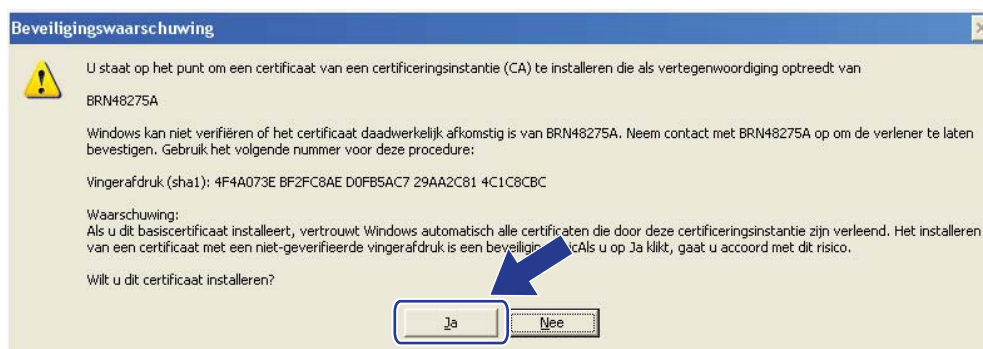 Beveiligingswaarschuwing
U staat op het punt om een certificaat van een certificeringsinstantie (CA) te installeren die als vertegenwoordiging optreedt van
BRN48275A
Windows kan niet verifiëren of het certificaat daadwerkelijk afkomstig is van BRN48275A. Neem contact met BRN48275A op om de verlener te laten
bevestigen. Gebruik het volgende nummer voor deze procedure:
Vingerafdruk (sha1): 4F4A073E BF2FC8AE D0FB5AC7 29AA2C81 4C1C8CBC
Waarschuwing:
Als u dit basiscertificaat installeert, vertrouwt Windows automatisch alle certificaten die door deze certificeringsinstantie zijn verleend. Het installeren
van een certificaat met een niet-geverifieerde vingerafdruk is een Als u op Ja klikt, gaat u accoord met dit risico.
Wilt u dit certificaat installeren?
Ja Nee